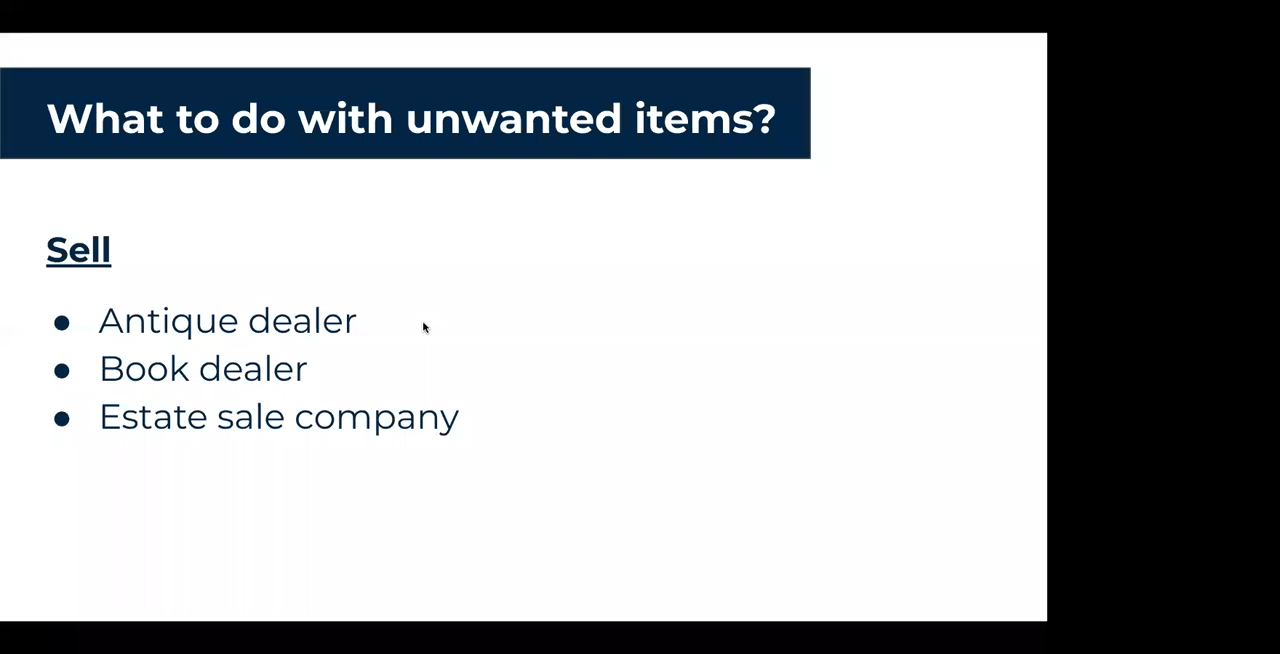 What to do with unwanted items?
Sell
● Antique dealer
● Book dealer
● Estate sale company